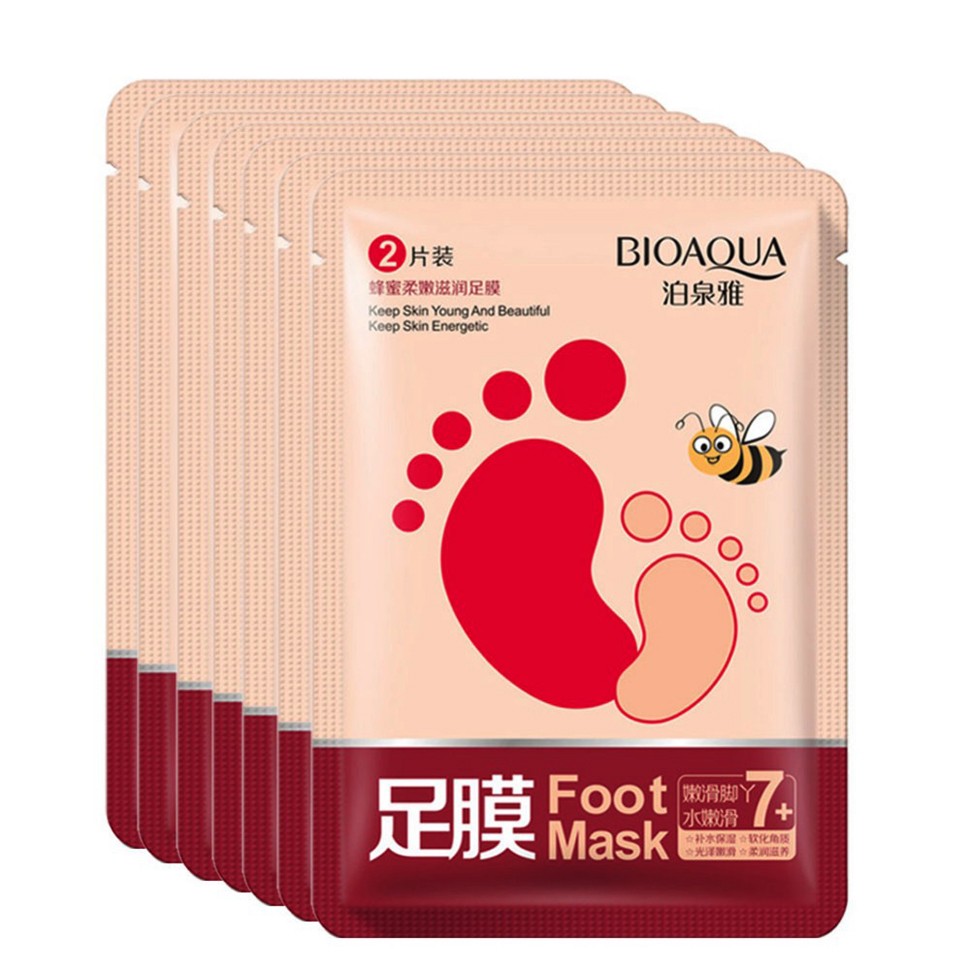 2片装
蜂蜜柔嫩滋润足膜
Keep Skin Young And Beautiful
Keep Skin Energetic
BIOAQUA
泊泉雅
足膜
Foot
Mask
嫩滑脚丫
水嫩滑
7+
☆补水保湿 ☆软化角质
☆光泽嫩滑 ☆柔润滋养